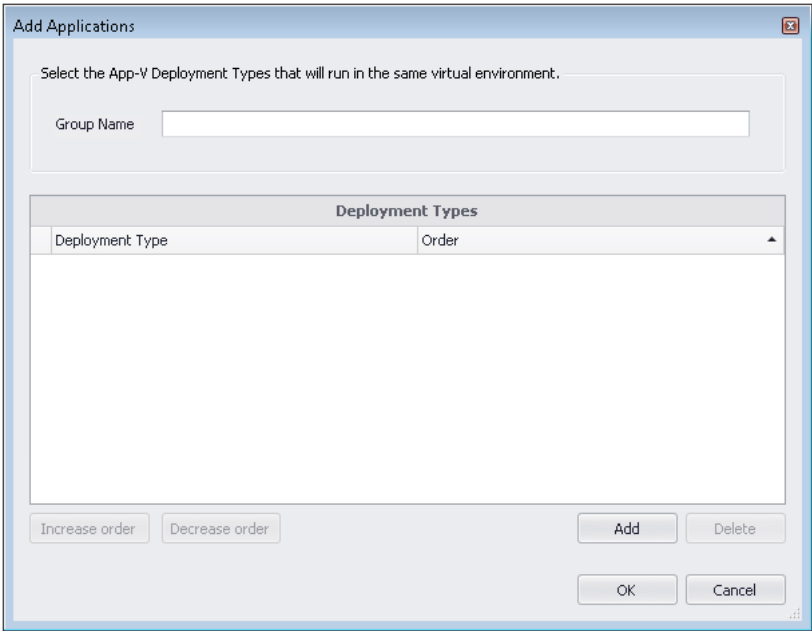 Add Applications
Select the App-V Deployment Types that will run in the same virtual environment.
Group Name
Deployment Types
Deployment Type Order
Increase order Decrease order Add Delete
OK Cancel